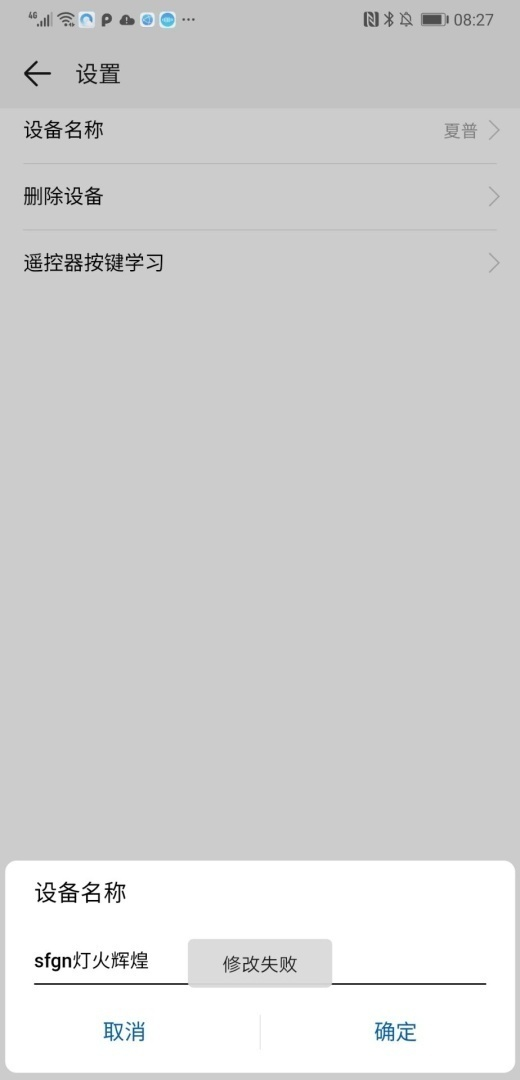 4G 08:27
设置
设备名称 夏普
删除设备
遥控器按键学习
设备名称
sfgn灯火辉煌
修改失败
取消 确定